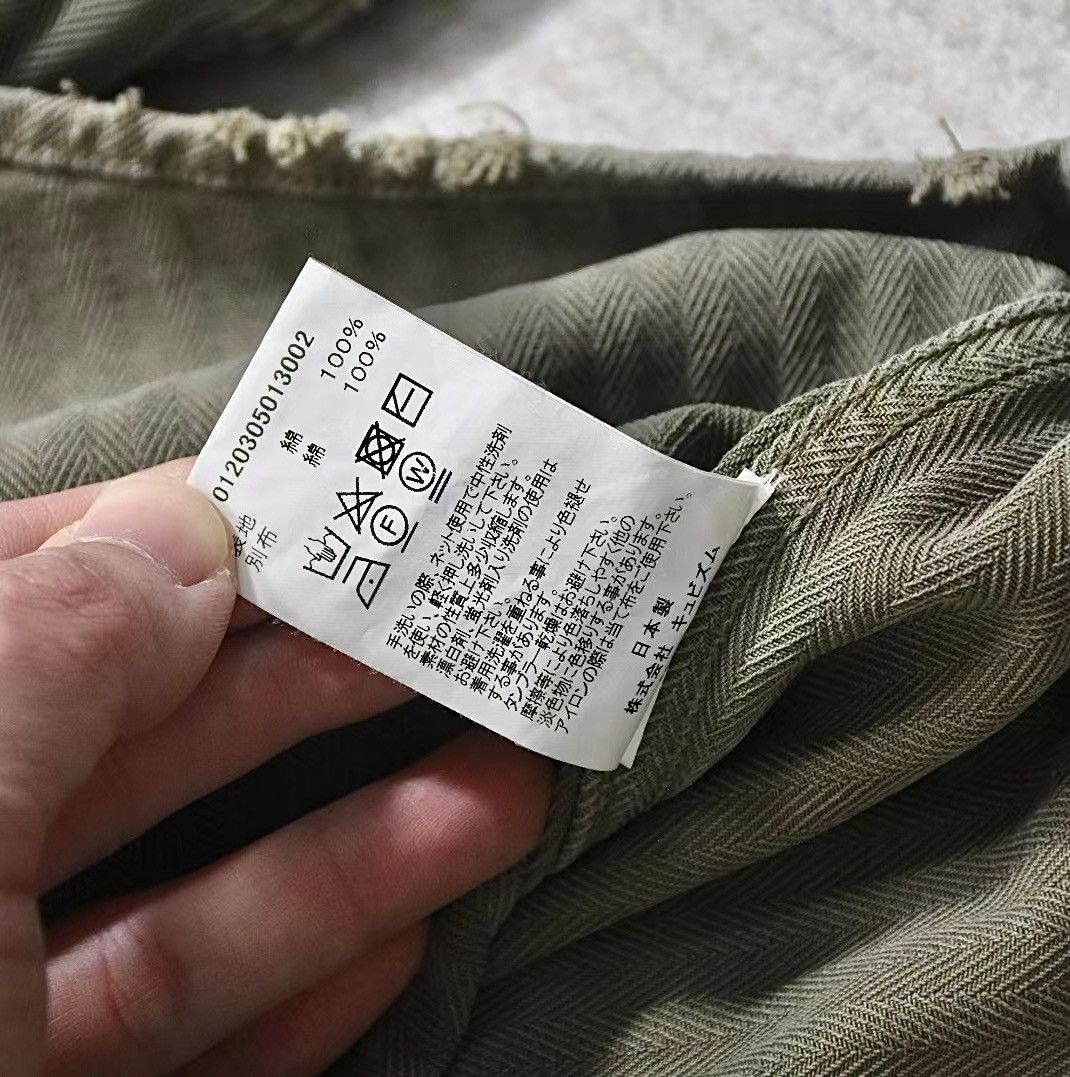 0120305013002
表地 綿 100%
別布 綿 100%
W
F
手洗いの際、ネット使用で中性洗剤
を使い、軽く押し洗いして下さい。
素材の性質上多少収縮します。
漂白剤、蛍光剤入り洗剤の使用は
お避け下さい。
着用洗濯を重ねる事により色褪せ
する事があります。
タンブラー乾燥はお避け下さい。
摩擦等により色落ちしやすく他の
淡色物に色移りする事があります。
アイロンの際は当て布をご使用下さい。
日本製
株式会社 キュビズム